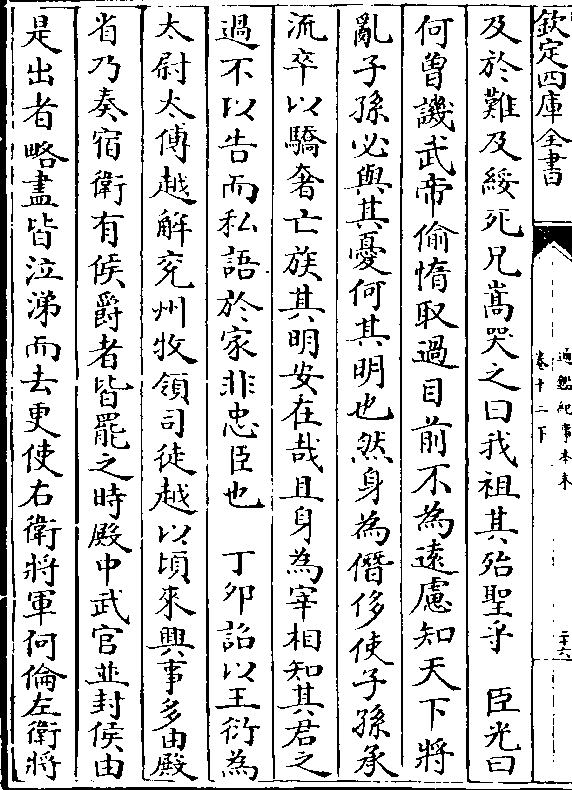 欽定四庫全書
通鑑紀事本末
卷十二下
三六
及於難及綏死兄嵩哭之曰我祖其殆聖乎　臣光曰
何曽譏武帝偷惰取過目前不為逺慮知天下將
亂子孫必與其憂何其明也然身為僭侈使子孫承
流卒以驕奢亡族其明安在哉且身為宰相知其君之
過不以告而私語於家非忠臣也　丁夘詔以王衍為
太尉太傅越解兖州牧領司徒越以頃來興事多由殿
省乃奏宿衛有侯爵者皆罷之時殿中武官並封侯由
是出者略盡皆泣涕而去更使右衛將軍何倫左衛將